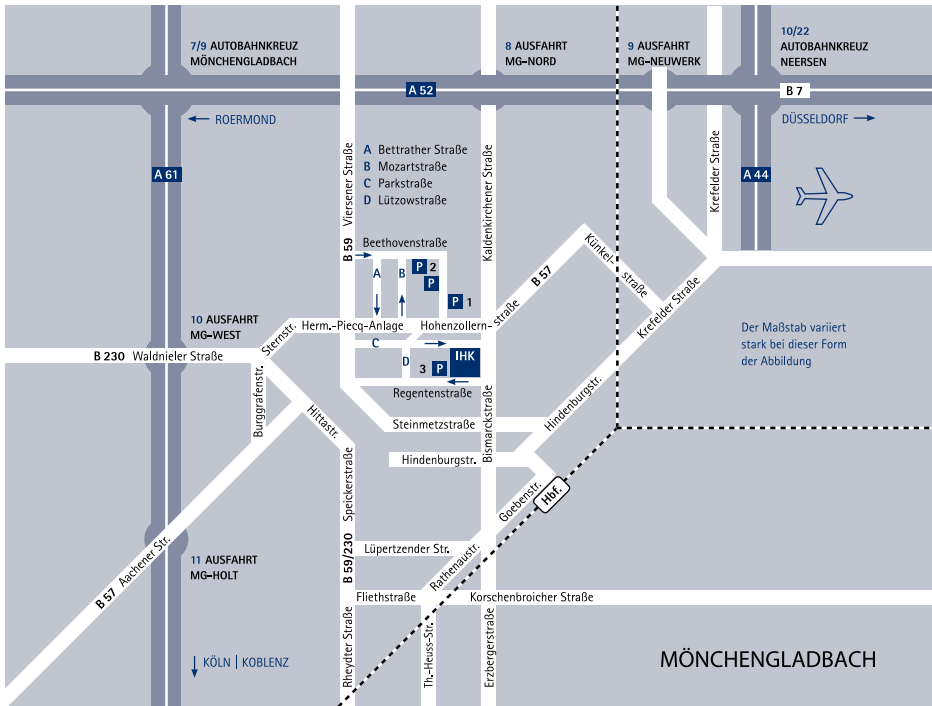 7/9 AUTOBAHNKREUZ
MÖNCHENGLADBACH
8 AUSFAHRT
MG-NORD
9 AUSFAHRT
MG-NEUWERK
10/22
AUTOBAHNKREUZ
NEERSEN
A 52
B 7
← ROERMOND
DÜSSELDORF →
A 61
A 44
A Bettrather Straße
B Mozartstraße
C Parkstraße
D Lützowstraße
Viersener Straße
B 59
Kaldenkirchener Straße
Krefelder Straße
Beethovenstraße
A
B
P 2
P
P 1
B 57
Künkel-
straße
Krefelder Straße
10 AUSFAHRT
MG-WEST
Sternstr.
Herm.-Piecq-Anlage
Hohenzollern-
straße
C
D
3 P
IHK
B 230 Waldnieler Straße
Regentenstraße
Der Maßstab variiert
stark bei dieser Form
der Abbildung
Burggrafenstr.
Hittastr.
Steinmetzstraße
Bismarckstraße
Hindenburgstr.
Hindenburgstr.
Speickerstraße
Goebenstr.
Hbf.
B 59/230
Lüpertzender Str.
Rathenaustr.
B 57 Aachener Str.
11 AUSFAHRT
MG-HOLT
Fliethstraße
Korschenbroicher Straße
Rheydter Straße
Th.-Heuss-Str.
Erzbergerstraße
↓ KÖLN | KOBLENZ
MÖNCHENGLADBACH